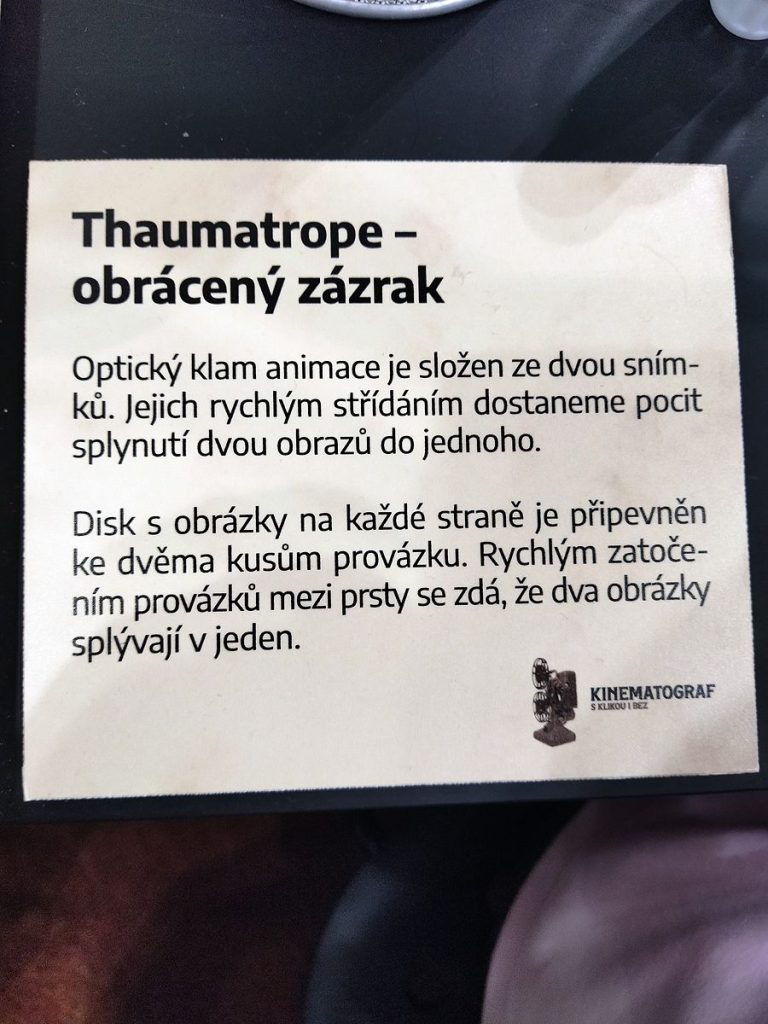 Thaumatrope –
obrácený zázrak
Optický klam animace je složen ze dvou sním-
ků. Jejich rychlým střídáním dostaneme pocit
splynutí dvou obrazů do jednoho.
Disk s obrázky na každé straně je připevněn
ke dvěma kusům provázku. Rychlým zatoče-
ním provázků mezi prsty se zdá, že dva obrázky
splývají v jeden.
KINEMATOGRAF
S KLIKOU I BEZ